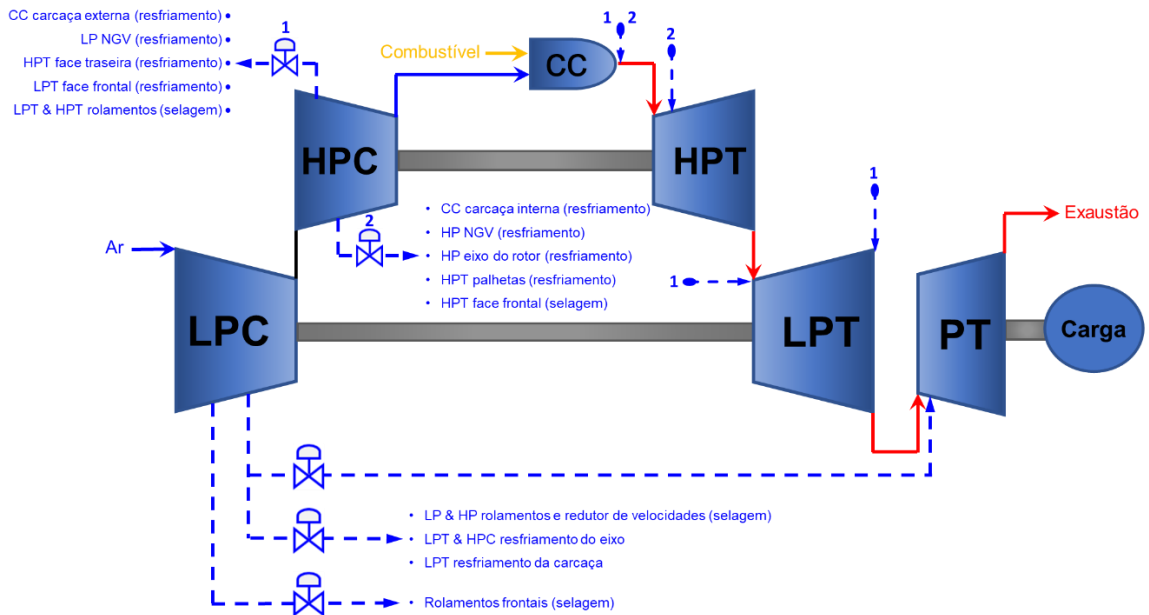 CC carcaça externa (resfriamento) •
LP NGV (resfriamento) •
HPT face traseira (resfriamento) •
LPT face frontal (resfriamento) •
LPT & HPT rolamentos (selagem) •
1
Combustível
CC
1 2
2
HPC
HPT
2
• CC carcaça interna (resfriamento)
• HP NGV (resfriamento)
• HP eixo do rotor (resfriamento)
• HPT palhetas (resfriamento)
• HPT face frontal (selagem)
1
Exaustão
Ar
1
LPC
LPT
PT
Carga
• LP & HP rolamentos e redutor de velocidades (selagem)
• LPT & HPC resfriamento do eixo
• LPT resfriamento da carcaça
• Rolamentos frontais (selagem)